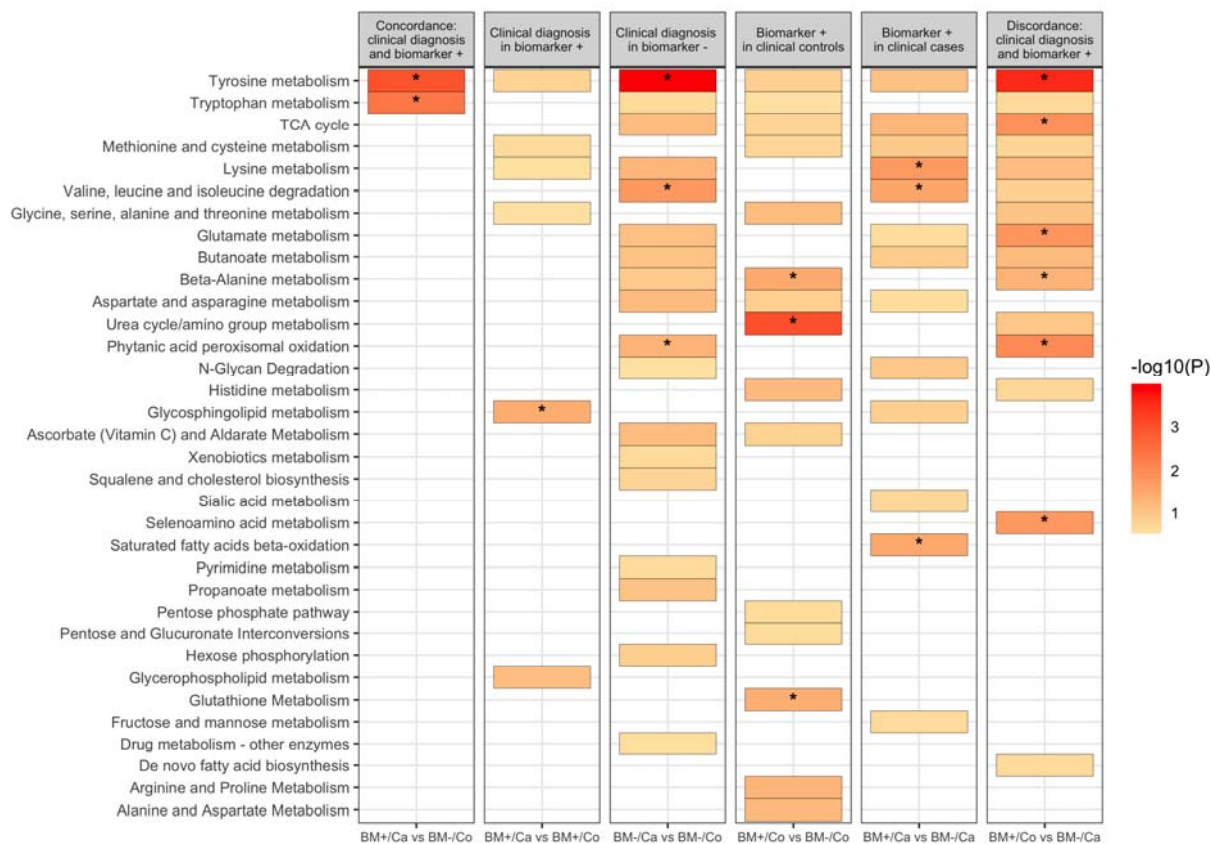 Concordance:
clinical diagnosis
and biomarker +
Clinical diagnosis
in biomarker +
Clinical diagnosis
in biomarker -
Biomarker +
in clinical controls
Biomarker +
in clinical cases
Discordance:
clinical diagnosis
and biomarker +
Tyrosine metabolism * * *
Tryptophan metabolism *
TCA cycle *
Methionine and cysteine metabolism
Lysine metabolism *
Valine, leucine and isoleucine degradation * *
Glycine, serine, alanine and threonine metabolism
Glutamate metabolism *
Butanoate metabolism
Beta-Alanine metabolism * *
Aspartate and asparagine metabolism
Urea cycle/amino group metabolism *
Phytanic acid peroxisomal oxidation * *
N-Glycan Degradation
Histidine metabolism
Glycosphingolipid metabolism *
Ascorbate (Vitamin C) and Aldarate Metabolism
Xenobiotics metabolism
Squalene and cholesterol biosynthesis
Sialic acid metabolism
Selenoamino acid metabolism *
Saturated fatty acids beta-oxidation *
Pyrimidine metabolism
Propanoate metabolism
Pentose phosphate pathway
Pentose and Glucuronate Interconversions
Hexose phosphorylation
Glycerophospholipid metabolism
Glutathione Metabolism *
Fructose and mannose metabolism
Drug metabolism - other enzymes
De novo fatty acid biosynthesis
Arginine and Proline Metabolism
Alanine and Aspartate Metabolism
BM+/Ca vs BM-/Co BM+/Ca vs BM+/Co BM-/Ca vs BM-/Co BM+/Co vs BM-/Co BM+/Ca vs BM-/Ca BM+/Co vs BM-/Ca
-log10(P)
3
2
1